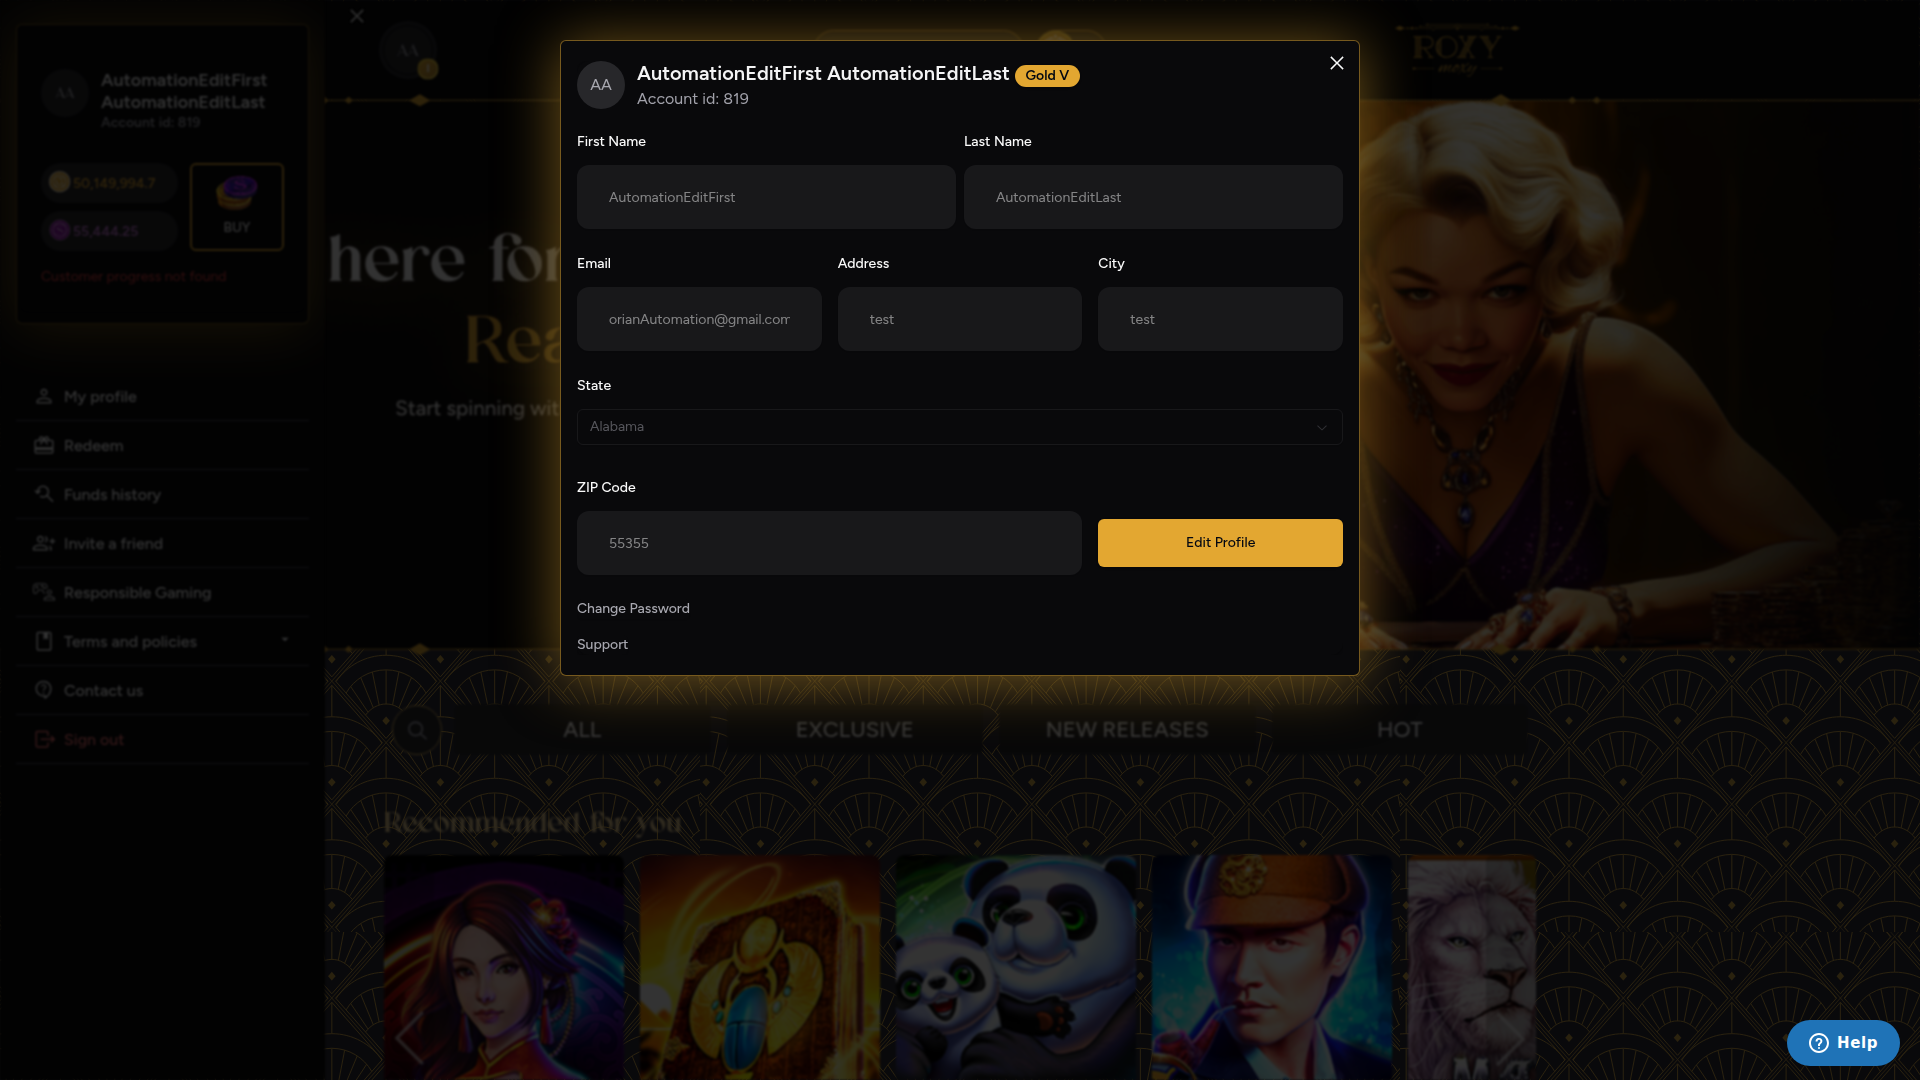 AA
AutomationEditFirst
AutomationEditLast
Account id: 819
50,149,994.7
55,444.25
BUY
Customer progress not found
My profile
Redeem
Funds history
Invite a friend
Responsible Gaming
Terms and policies
Contact us
Sign out
AA
ROXY
moxy
here for
Rea
Start spinning wit
AA
AutomationEditFirst AutomationEditLast Gold V
Account id: 819
First Name
Last Name
AutomationEditFirst
AutomationEditLast
Email
Address
City
orianAutomation@gmail.com
test
test
State
Alabama
ZIP Code
55355
Edit Profile
Change Password
Support
ALL
EXCLUSIVE
NEW RELEASES
HOT
Recommended for you
Help